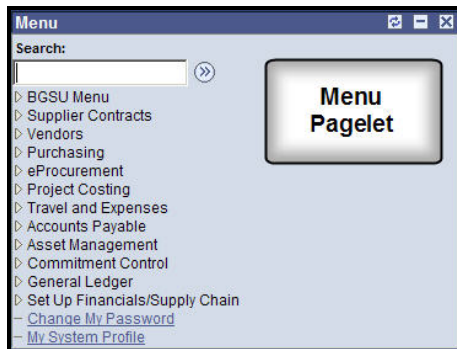 Menu
Search:
BGSU Menu
Supplier Contracts
Vendors
Purchasing
eProcurement
Project Costing
Travel and Expenses
Accounts Payable
Asset Management
Commitment Control
General Ledger
Set Up Financials/Supply Chain
Change My Password
My System Profile
Menu
Pagelet